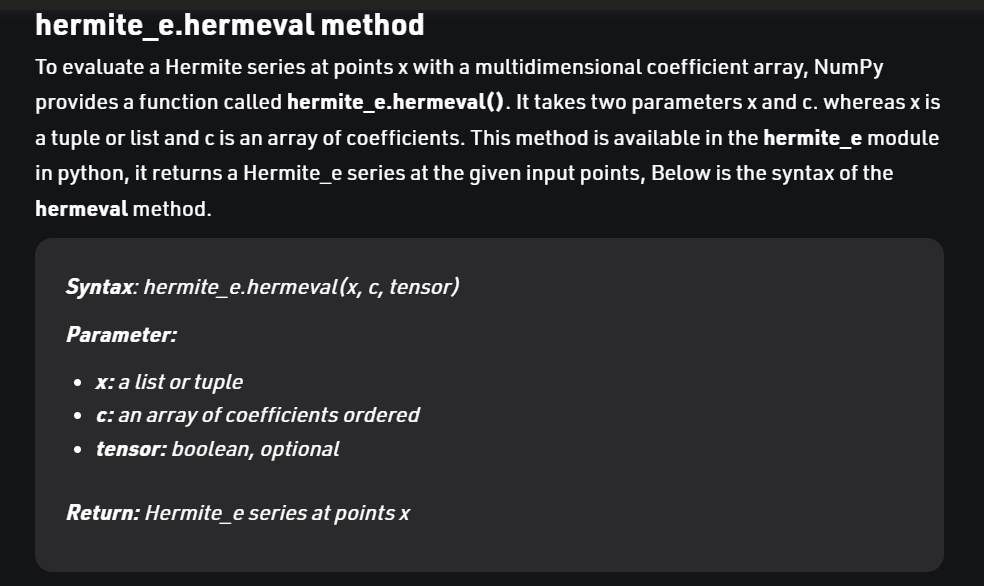 hermite_e.hermeval method
To evaluate a Hermite series at points x with a multidimensional coefficient array, NumPy
provides a function called hermite_e.hermeval(). It takes two parameters x and c. whereas x is
a tuple or list and c is an array of coefficients. This method is available in the hermite_e module
in python, it returns a Hermite_e series at the given input points, Below is the syntax of the
hermeval method.
Syntax: hermite_e.hermeval(x, c, tensor)
Parameter:
• x: a list or tuple
• c: an array of coefficients ordered
• tensor: boolean, optional
Return: Hermite_e series at points x